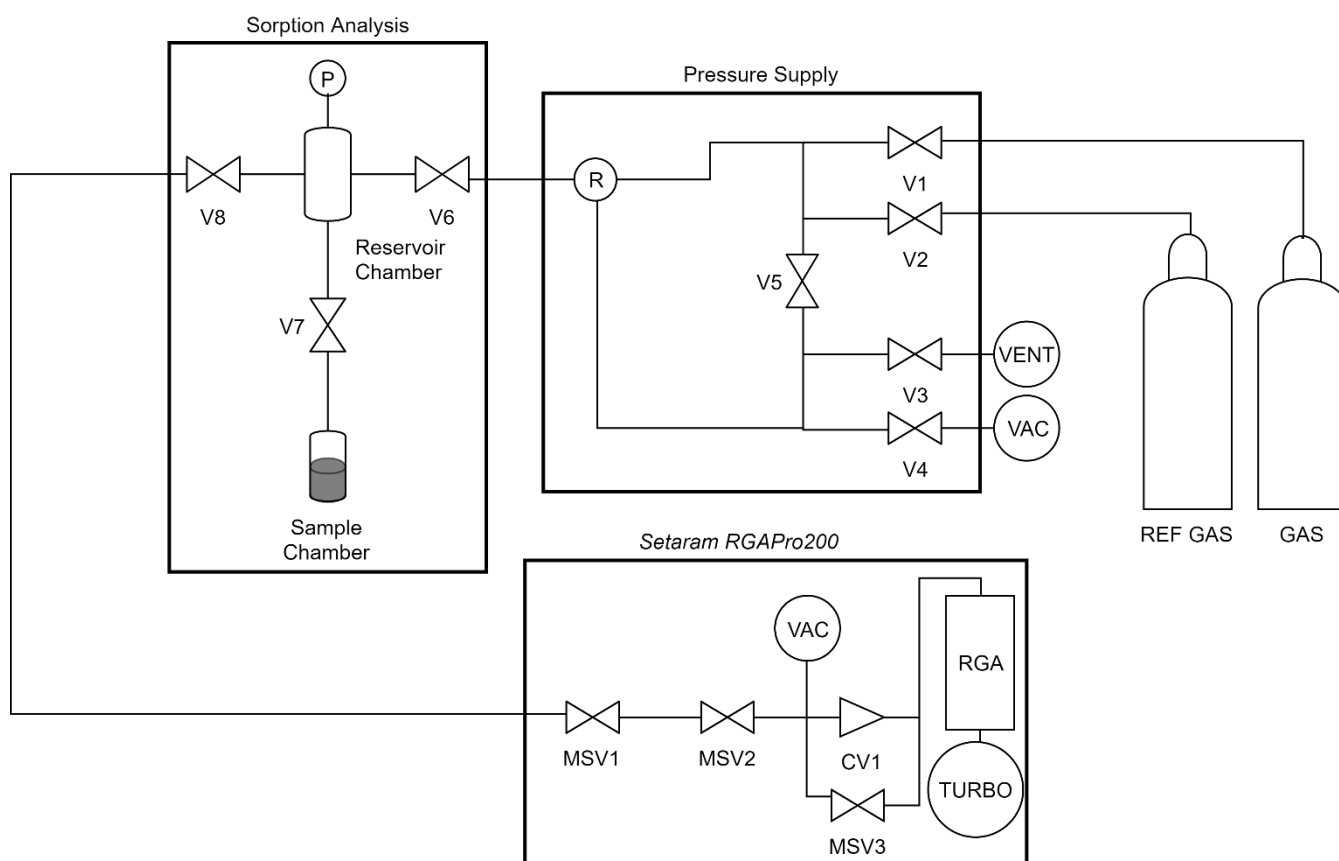 Sorption Analysis
Pressure Supply
P
V8
V6
Reservoir
Chamber
V7
Sample
Chamber
R
V1
V2
V5
V3
V4
VENT
VAC
REF GAS
GAS
Setaram RGAPro200
VAC
RGA
MSV1
MSV2
CV1
TURBO
MSV3